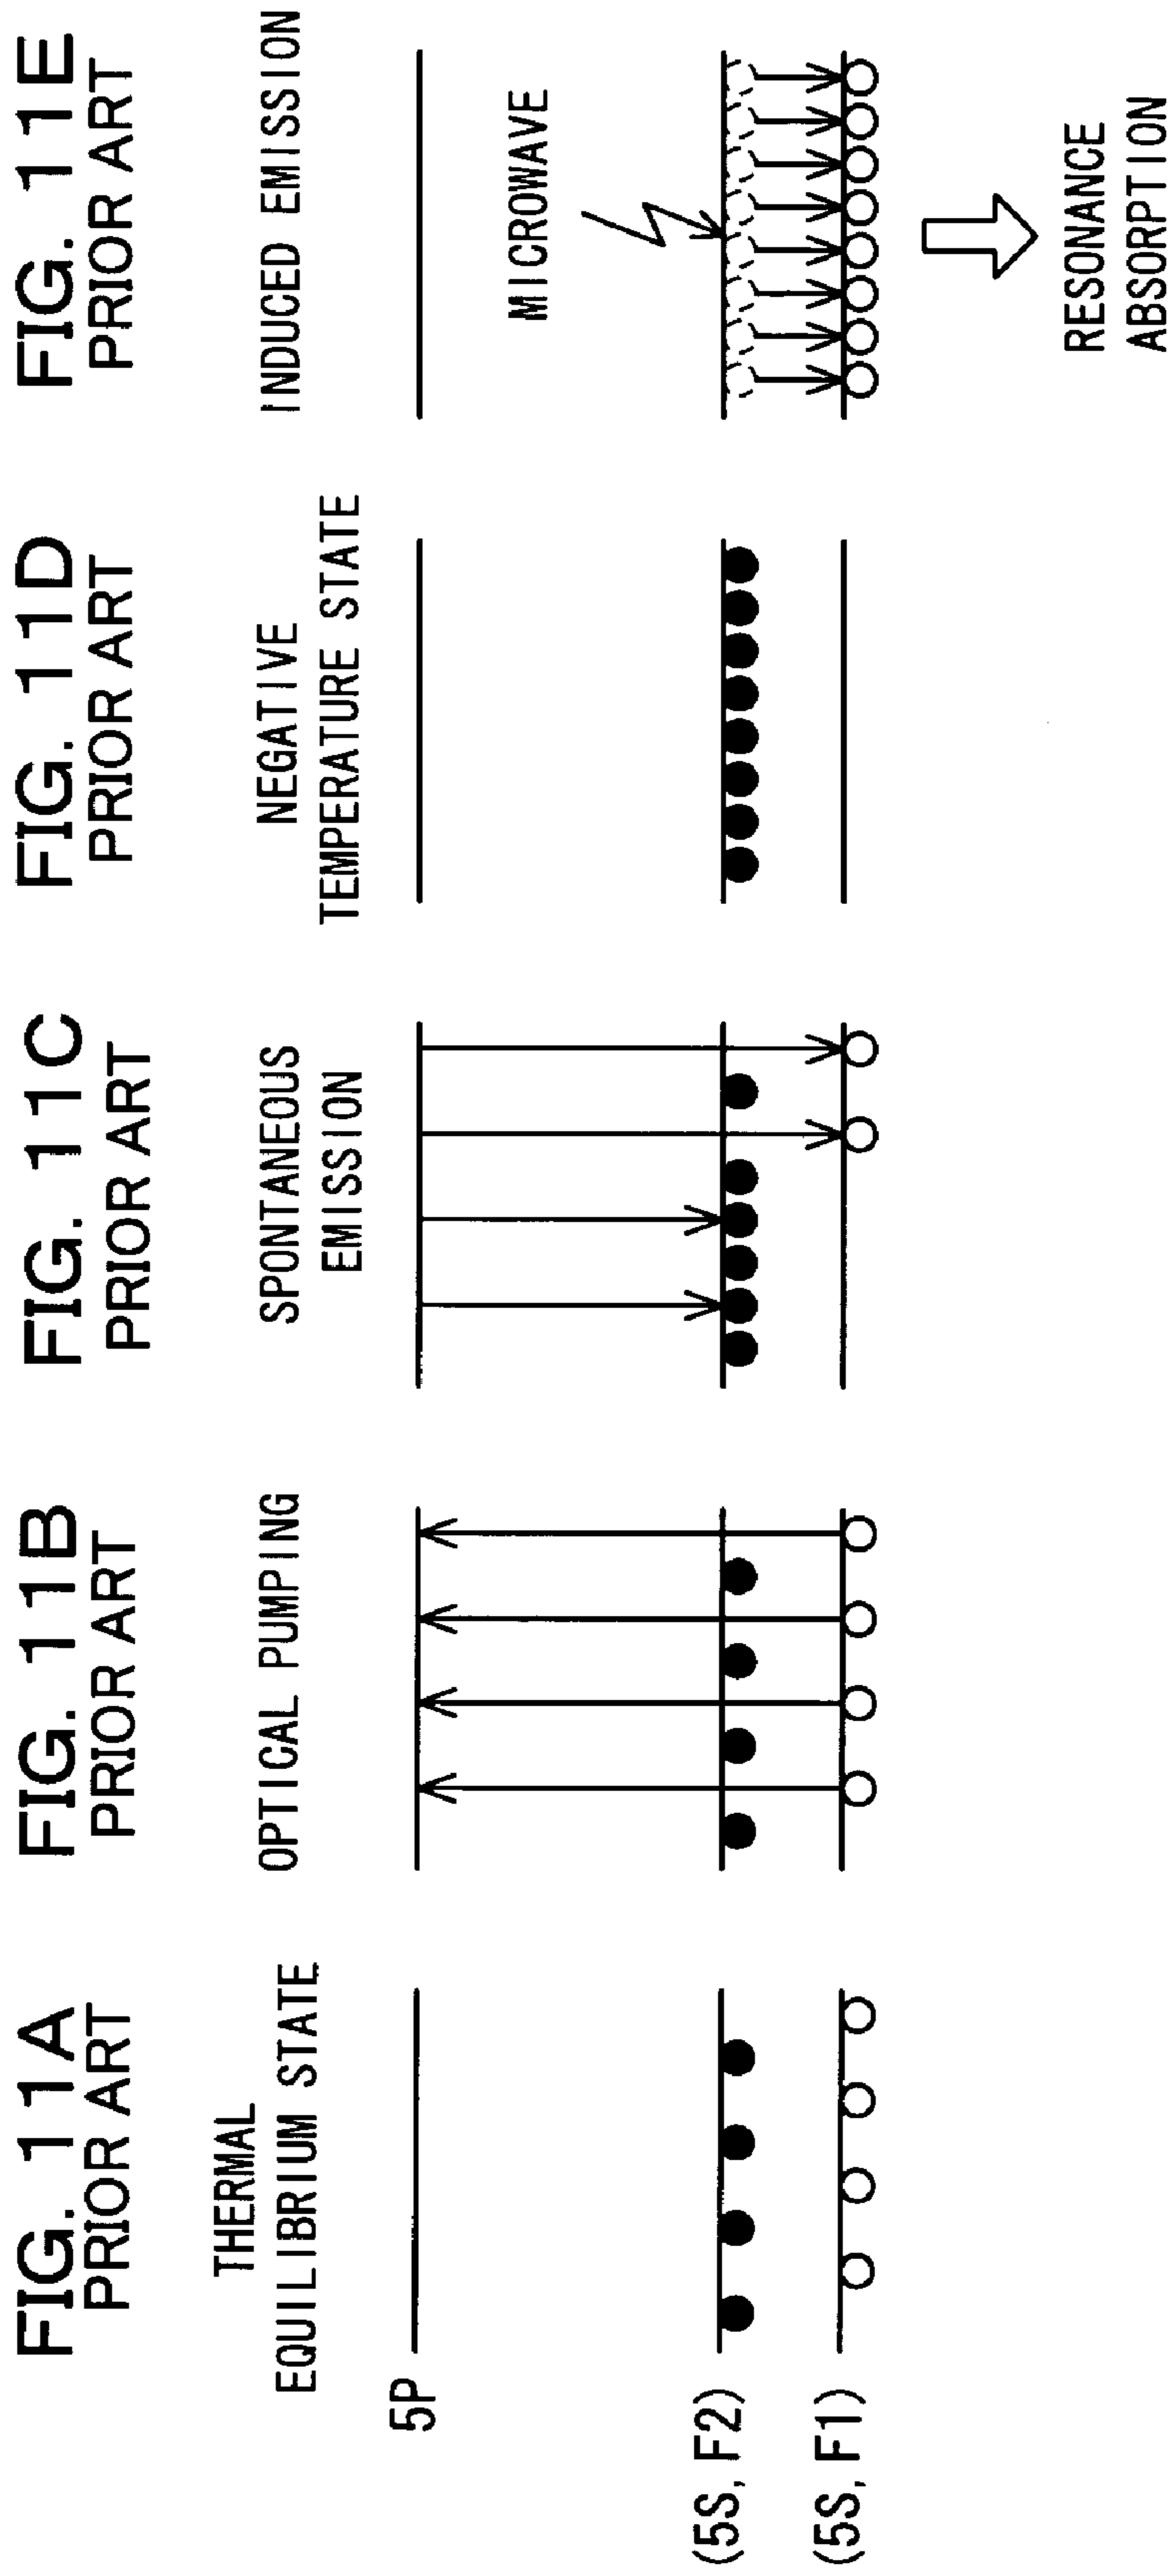 FIG. 11A
PRIOR ART
THERMAL
EQUILIBRIUM STATE
5P
(5S, F2)
(5S, F1)
FIG. 11B
PRIOR ART
OPTICAL PUMPING
FIG. 11C
PRIOR ART
SPONTANEOUS
EMISSION
FIG. 11D
PRIOR ART
NEGATIVE
TEMPERATURE STATE
FIG. 11E
PRIOR ART
INDUCED EMISSION
MICROWAVE
RESONANCE
ABSORPTION